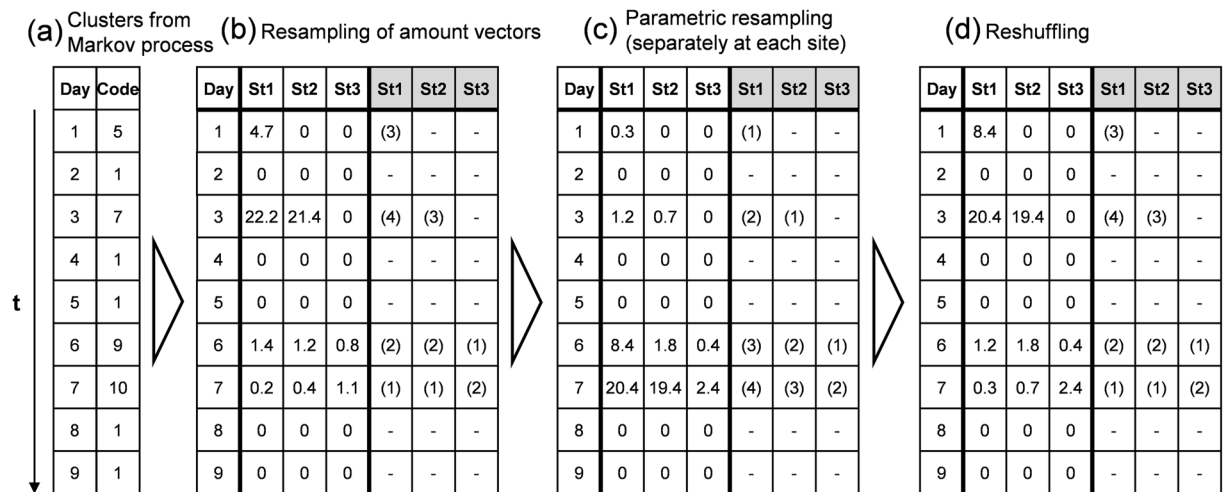 (a) Clusters from
Markov process
(b) Resampling of amount vectors
(c) Parametric resampling
(separately at each site)
(d) Reshuffling
t
Day Code
1 5
2 1
3 7
4 1
5 1
6 9
7 10
8 1
9 1
Day St1 St2 St3 St1 St2 St3
1 4.7 0 0 (3) - -
2 0 0 0 - - -
3 22.2 21.4 0 (4) (3) -
4 0 0 0 - - -
5 0 0 0 - - -
6 1.4 1.2 0.8 (2) (2) (1)
7 0.2 0.4 1.1 (1) (1) (2)
8 0 0 0 - - -
9 0 0 0 - - -
Day St1 St2 St3 St1 St2 St3
1 0.3 0 0 (1) - -
2 0 0 0 - - -
3 1.2 0.7 0 (2) (1) -
4 0 0 0 - - -
5 0 0 0 - - -
6 8.4 1.8 0.4 (3) (2) (1)
7 20.4 19.4 2.4 (4) (3) (2)
8 0 0 0 - - -
9 0 0 0 - - -
Day St1 St2 St3 St1 St2 St3
1 8.4 0 0 (3) - -
2 0 0 0 - - -
3 20.4 19.4 0 (4) (3) -
4 0 0 0 - - -
5 0 0 0 - - -
6 1.2 1.8 0.4 (2) (2) (1)
7 0.3 0.7 2.4 (1) (1) (2)
8 0 0 0 - - -
9 0 0 0 - - -